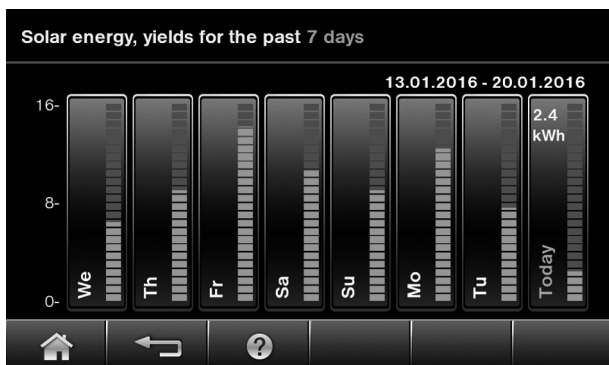 Solar energy, yields for the past 7 days
13.01.2016 - 20.01.2016
16-
8-
0-
We
Th
Fr
Sa
Su
Mo
Tu
2.4
kWh
Today
?